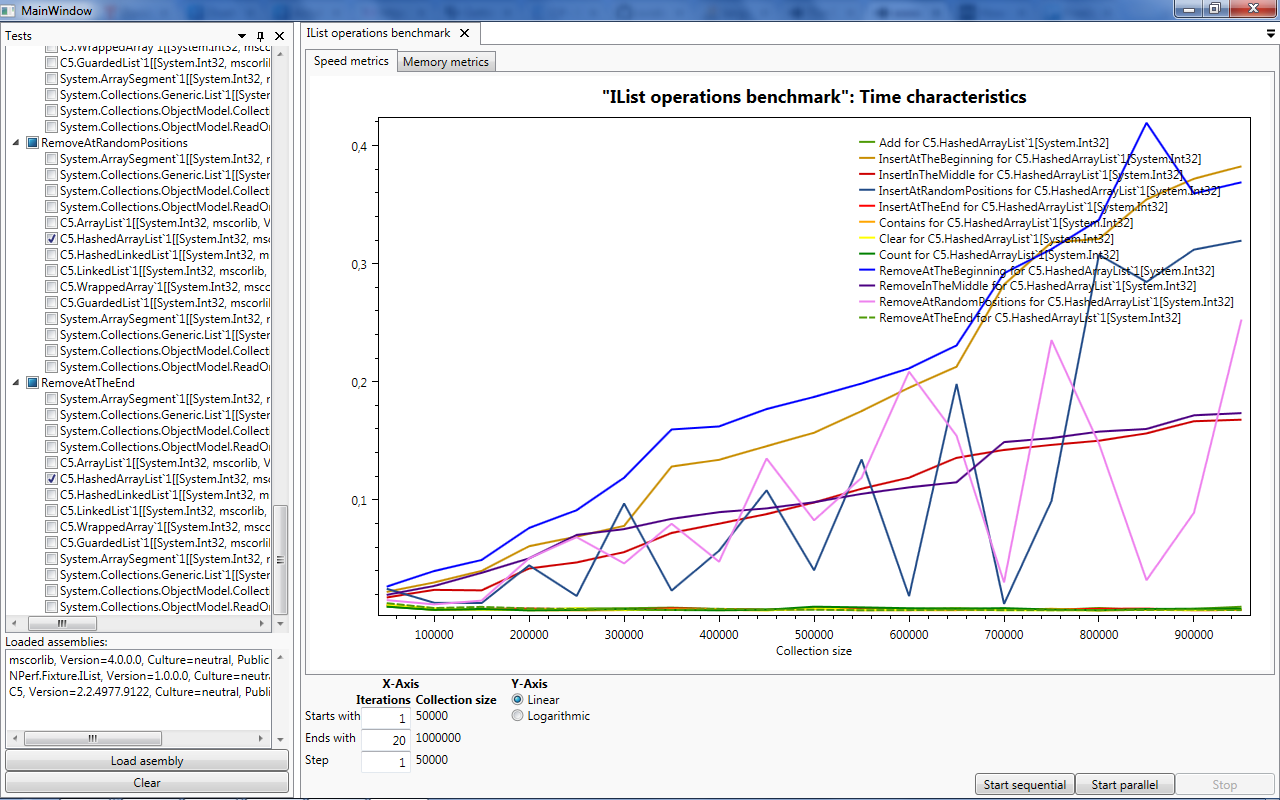 MainWindow
Tests
C5.WrappedArray`1[[System.Int32, mscorlib
C5.GuardedList`1[[System.Int32, mscorlib
System.ArraySegment`1[[System.Int32, m
System.Collections.Generic.List`1[[System
System.Collections.ObjectModel.Collect
System.Collections.ObjectModel.ReadO
RemoveAtRandomPositions
System.ArraySegment`1[[System.Int32, m
System.Collections.Generic.List`1[[System
System.Collections.ObjectModel.Collect
System.Collections.ObjectModel.ReadO
C5.ArrayList`1[[System.Int32, mscorlib, V
C5.HashedArrayList`1[[System.Int32, msc
C5.HashedLinkedList`1[[System.Int32, m
C5.LinkedList`1[[System.Int32, mscorlib,
C5.WrappedArray`1[[System.Int32, mscor
C5.GuardedList`1[[System.Int32, mscorli
System.ArraySegment`1[[System.Int32, m
System.Collections.Generic.List`1[[System
System.Collections.ObjectModel.Collect
System.Collections.ObjectModel.ReadO
RemoveAtTheEnd
System.ArraySegment`1[[System.Int32, m
System.Collections.Generic.List`1[[System
System.Collections.ObjectModel.Collect
System.Collections.ObjectModel.ReadO
C5.ArrayList`1[[System.Int32, mscorlib, V
C5.HashedArrayList`1[[System.Int32, msc
C5.HashedLinkedList`1[[System.Int32, m
C5.LinkedList`1[[System.Int32, mscorlib,
C5.WrappedArray`1[[System.Int32, mscor
C5.GuardedList`1[[System.Int32, mscorli
System.ArraySegment`1[[System.Int32, m
System.Collections.Generic.List`1[[System
System.Collections.ObjectModel.Collect
System.Collections.ObjectModel.ReadO
Loaded assemblies:
mscorlib, Version=4.0.0.0, Culture=neutral, Public
NPerf.Fixture.IList, Version=1.0.0.0, Culture=neutra
C5, Version=2.2.4977.9122, Culture=neutral, Publi
Load asembly
Clear
IList operations benchmark
Speed metrics
Memory metrics
"IList operations benchmark": Time characteristics
0,4
0,3
0,2
0,1
Add for C5.HashedArrayList`1[System.Int32]
InsertAtTheBeginning for C5.HashedArrayList`1[System.Int32]
InsertInTheMiddle for C5.HashedArrayList`1[System.Int32]
InsertAtRandomPositions for C5.HashedArrayList`1[System.Int32]
InsertAtTheEnd for C5.HashedArrayList`1[System.Int32]
Contains for C5.HashedArrayList`1[System.Int32]
Clear for C5.HashedArrayList`1[System.Int32]
Count for C5.HashedArrayList`1[System.Int32]
RemoveAtTheBeginning for C5.HashedArrayList`1[System.Int32]
RemoveInTheMiddle for C5.HashedArrayList`1[System.Int32]
RemoveAtRandomPositions for C5.HashedArrayList`1[System.Int32]
RemoveAtTheEnd for C5.HashedArrayList`1[System.Int32]
100000 200000 300000 400000 500000 600000 700000 800000 900000
Collection size
X-Axis
Iterations Collection size
Starts with 1 50000
Ends with 20 1000000
Step 1 50000
Y-Axis
Linear
Logarithmic
Start sequential
Start parallel
Stop